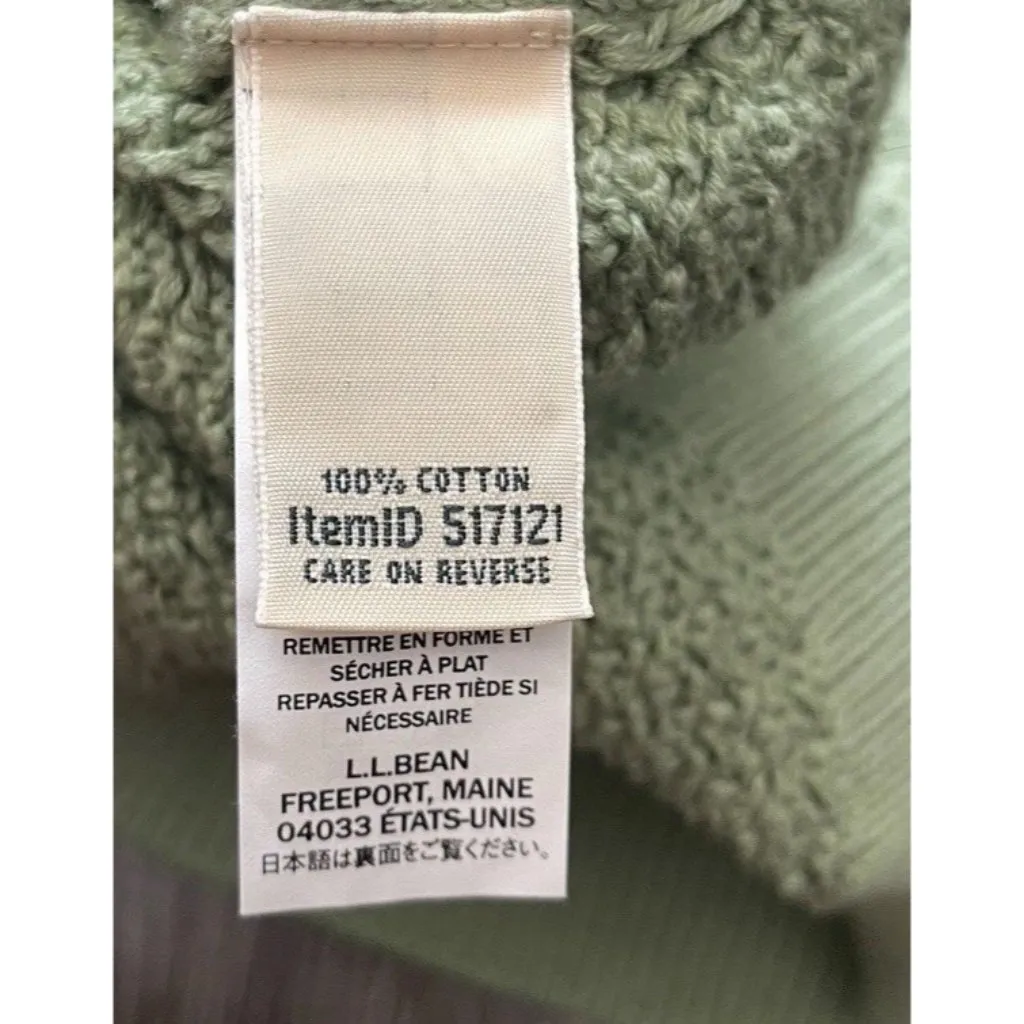 100% COTTON
ItemID 517121
CARE ON REVERSE
REMETTRE EN FORME ET
SÉCHER À PLAT
REPASSER À FER TIÈDE SI
NÉCESSAIRE
L.L.BEAN
FREEPORT, MAINE
04033 ÉTATS-UNIS
日本語は裏面をご覧ください。